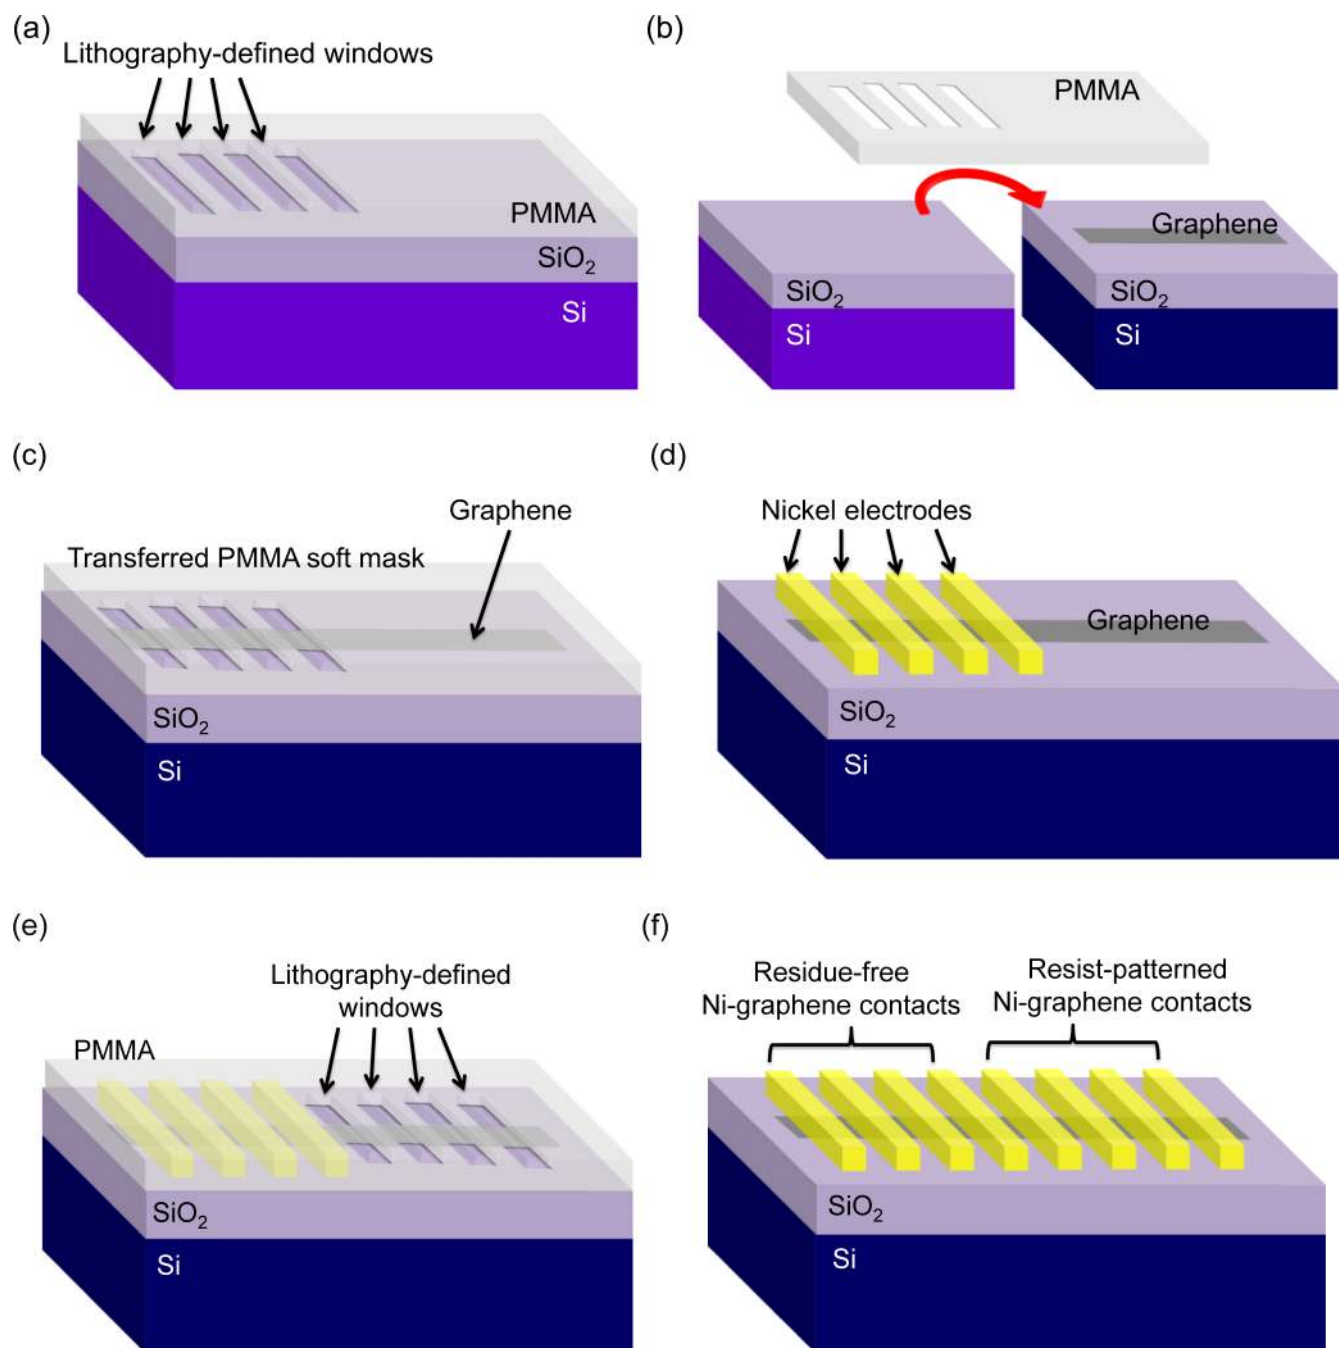 (a)
Lithography-defined windows
PMMA
SiO₂
Si
(b)
PMMA
Graphene
SiO₂
Si
SiO₂
Si
(c)
Graphene
Transferred PMMA soft mask
SiO₂
Si
(d)
Nickel electrodes
Graphene
SiO₂
Si
(e)
Lithography-defined
windows
PMMA
SiO₂
Si
(f)
Residue-free
Ni-graphene contacts
Resist-patterned
Ni-graphene contacts
SiO₂
Si